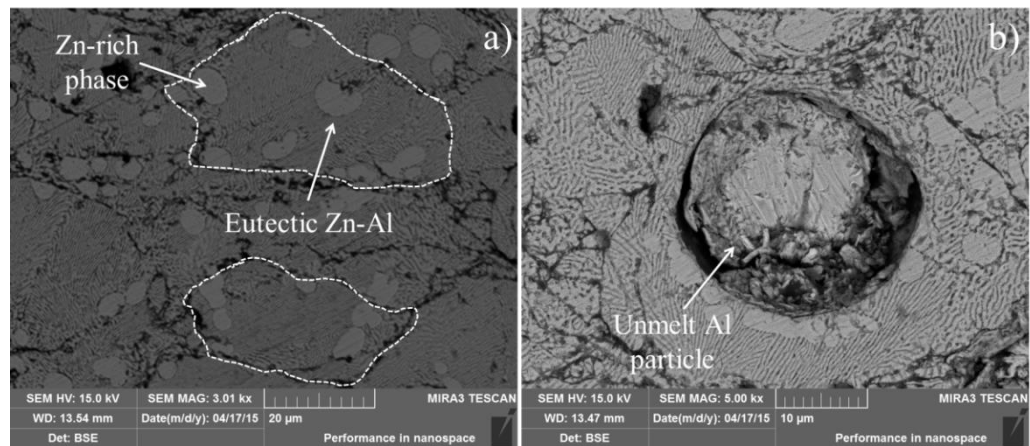 a)
Zn-rich
phase
Eutectic Zn-Al
SEM HV: 15.0 kV
SEM MAG: 3.01 kx
MIRA3 TESCAN
WD: 13.54 mm
Date(m/d/y): 04/17/15
20 µm
Det: BSE
Performance in nanospace
b)
Unmelt Al
particle
SEM HV: 15.0 kV
SEM MAG: 5.00 kx
MIRA3 TESCAN
WD: 13.47 mm
Date(m/d/y): 04/17/15
10 µm
Det: BSE
Performance in nanospace